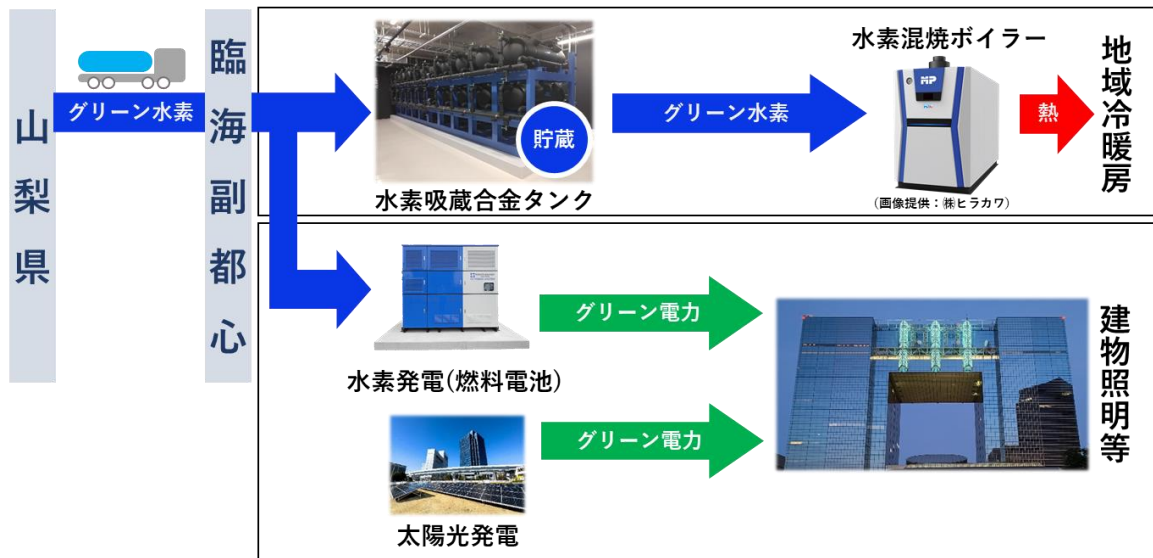 山梨県
グリーン水素
臨海副都心
貯蔵
水素吸蔵合金タンク
グリーン水素
水素混焼ボイラー
MP
(画像提供：㈱ヒラカワ)
熱
地域冷暖房
水素発電(燃料電池)
グリーン電力
太陽光発電
グリーン電力
建物照明等